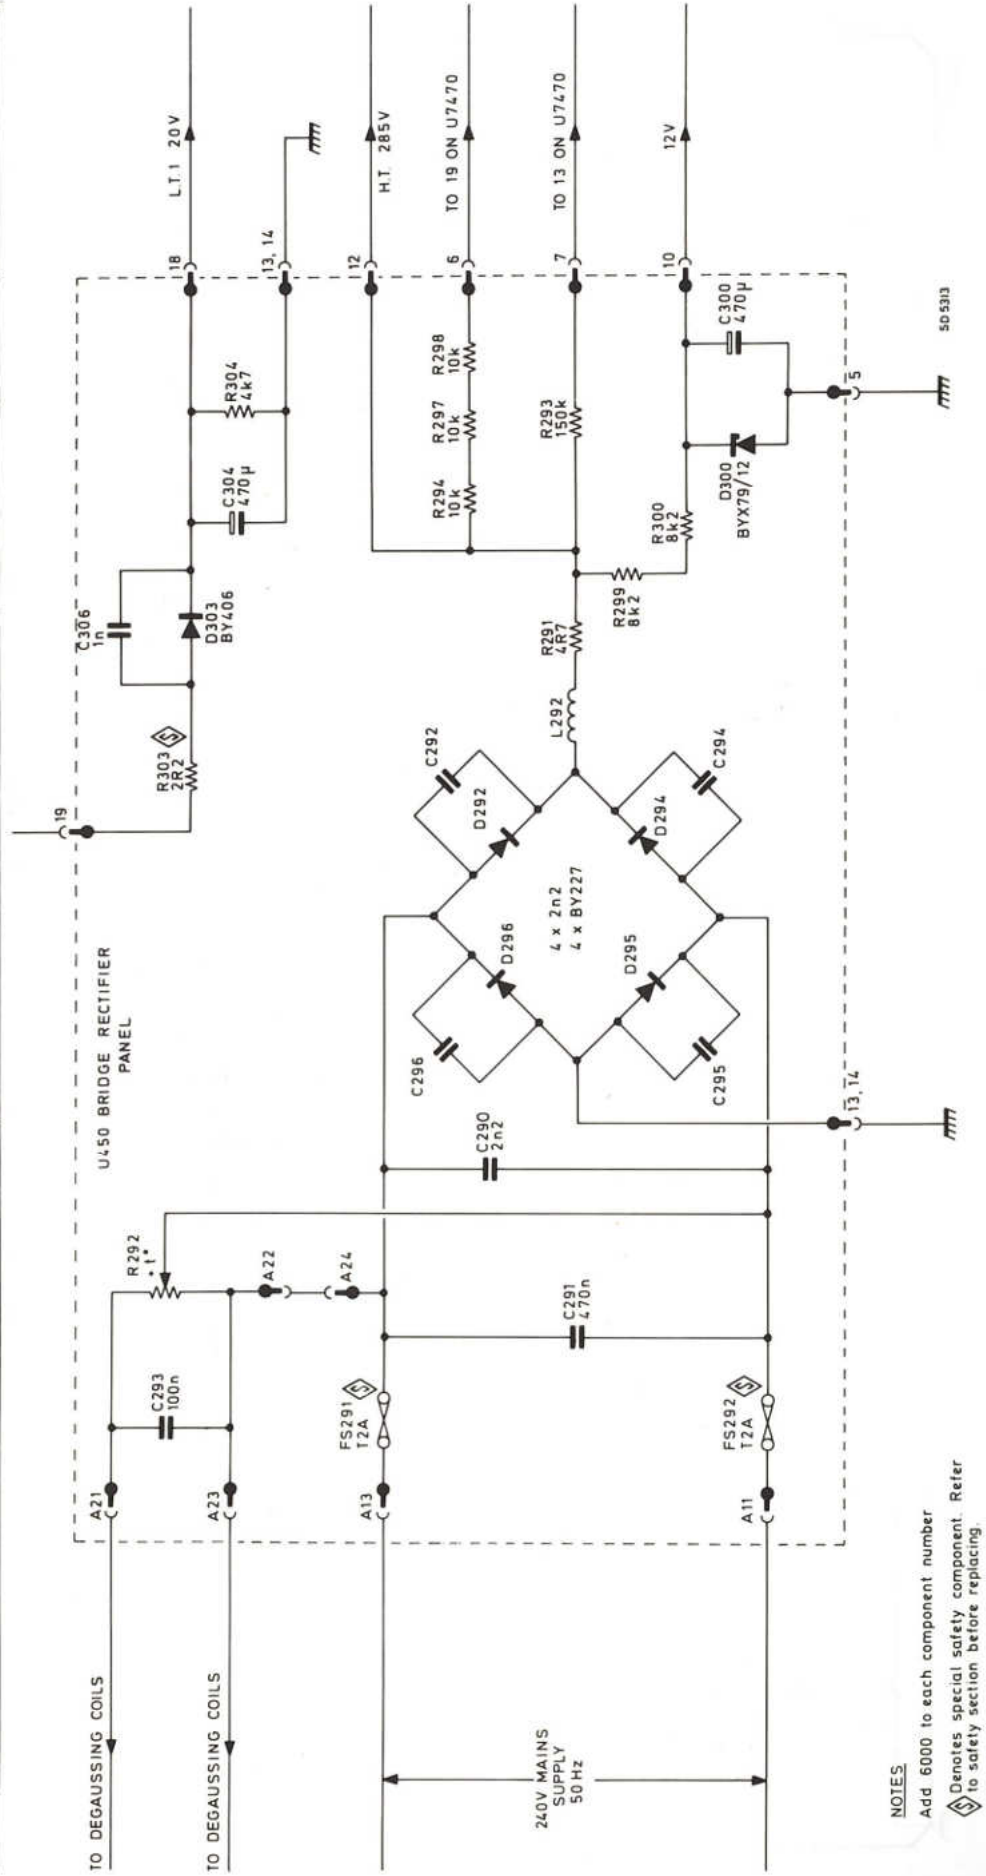 TO DEGAUSSING COILS
TO DEGAUSSING COILS
240V MAINS
SUPPLY
50 Hz
NOTES
Add 6000 to each component number
S Denotes special safety component. Refer
to safety section before replacing.
A21
A23
A13
A11
C293
100n
FS291
T2A
S
FS292
T2A
S
R292
t°
A22
A24
C291
470n
C290
2n2
U450 BRIDGE RECTIFIER
PANEL
13,14
C296
D296
C295
D295
4 x 2n2
4 x BY227
C292
D292
D294
C294
19
R303
2R2
S
C306
1n
D303
BY406
L292
R291
4R7
R299
8k2
R300
8k2
C304
470µ
R304
4k7
R294
10k
R297
10k
R298
10k
R293
150k
D300
BYX79/12
C300
470µ
5
18
13,14
12
6
7
10
L.T.1 20V
H.T. 285V
TO 19 ON U7470
TO 13 ON U7470
12V
SD5313